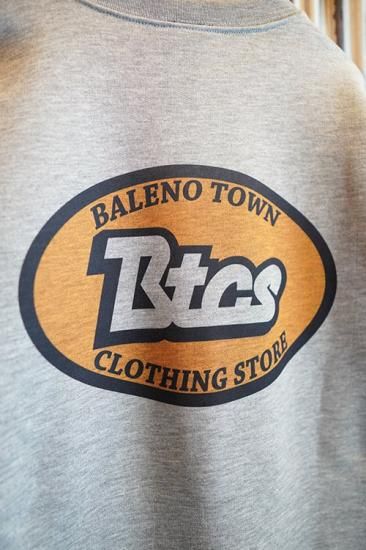 BALENO TOWN
Btcs
CLOTHING STORE